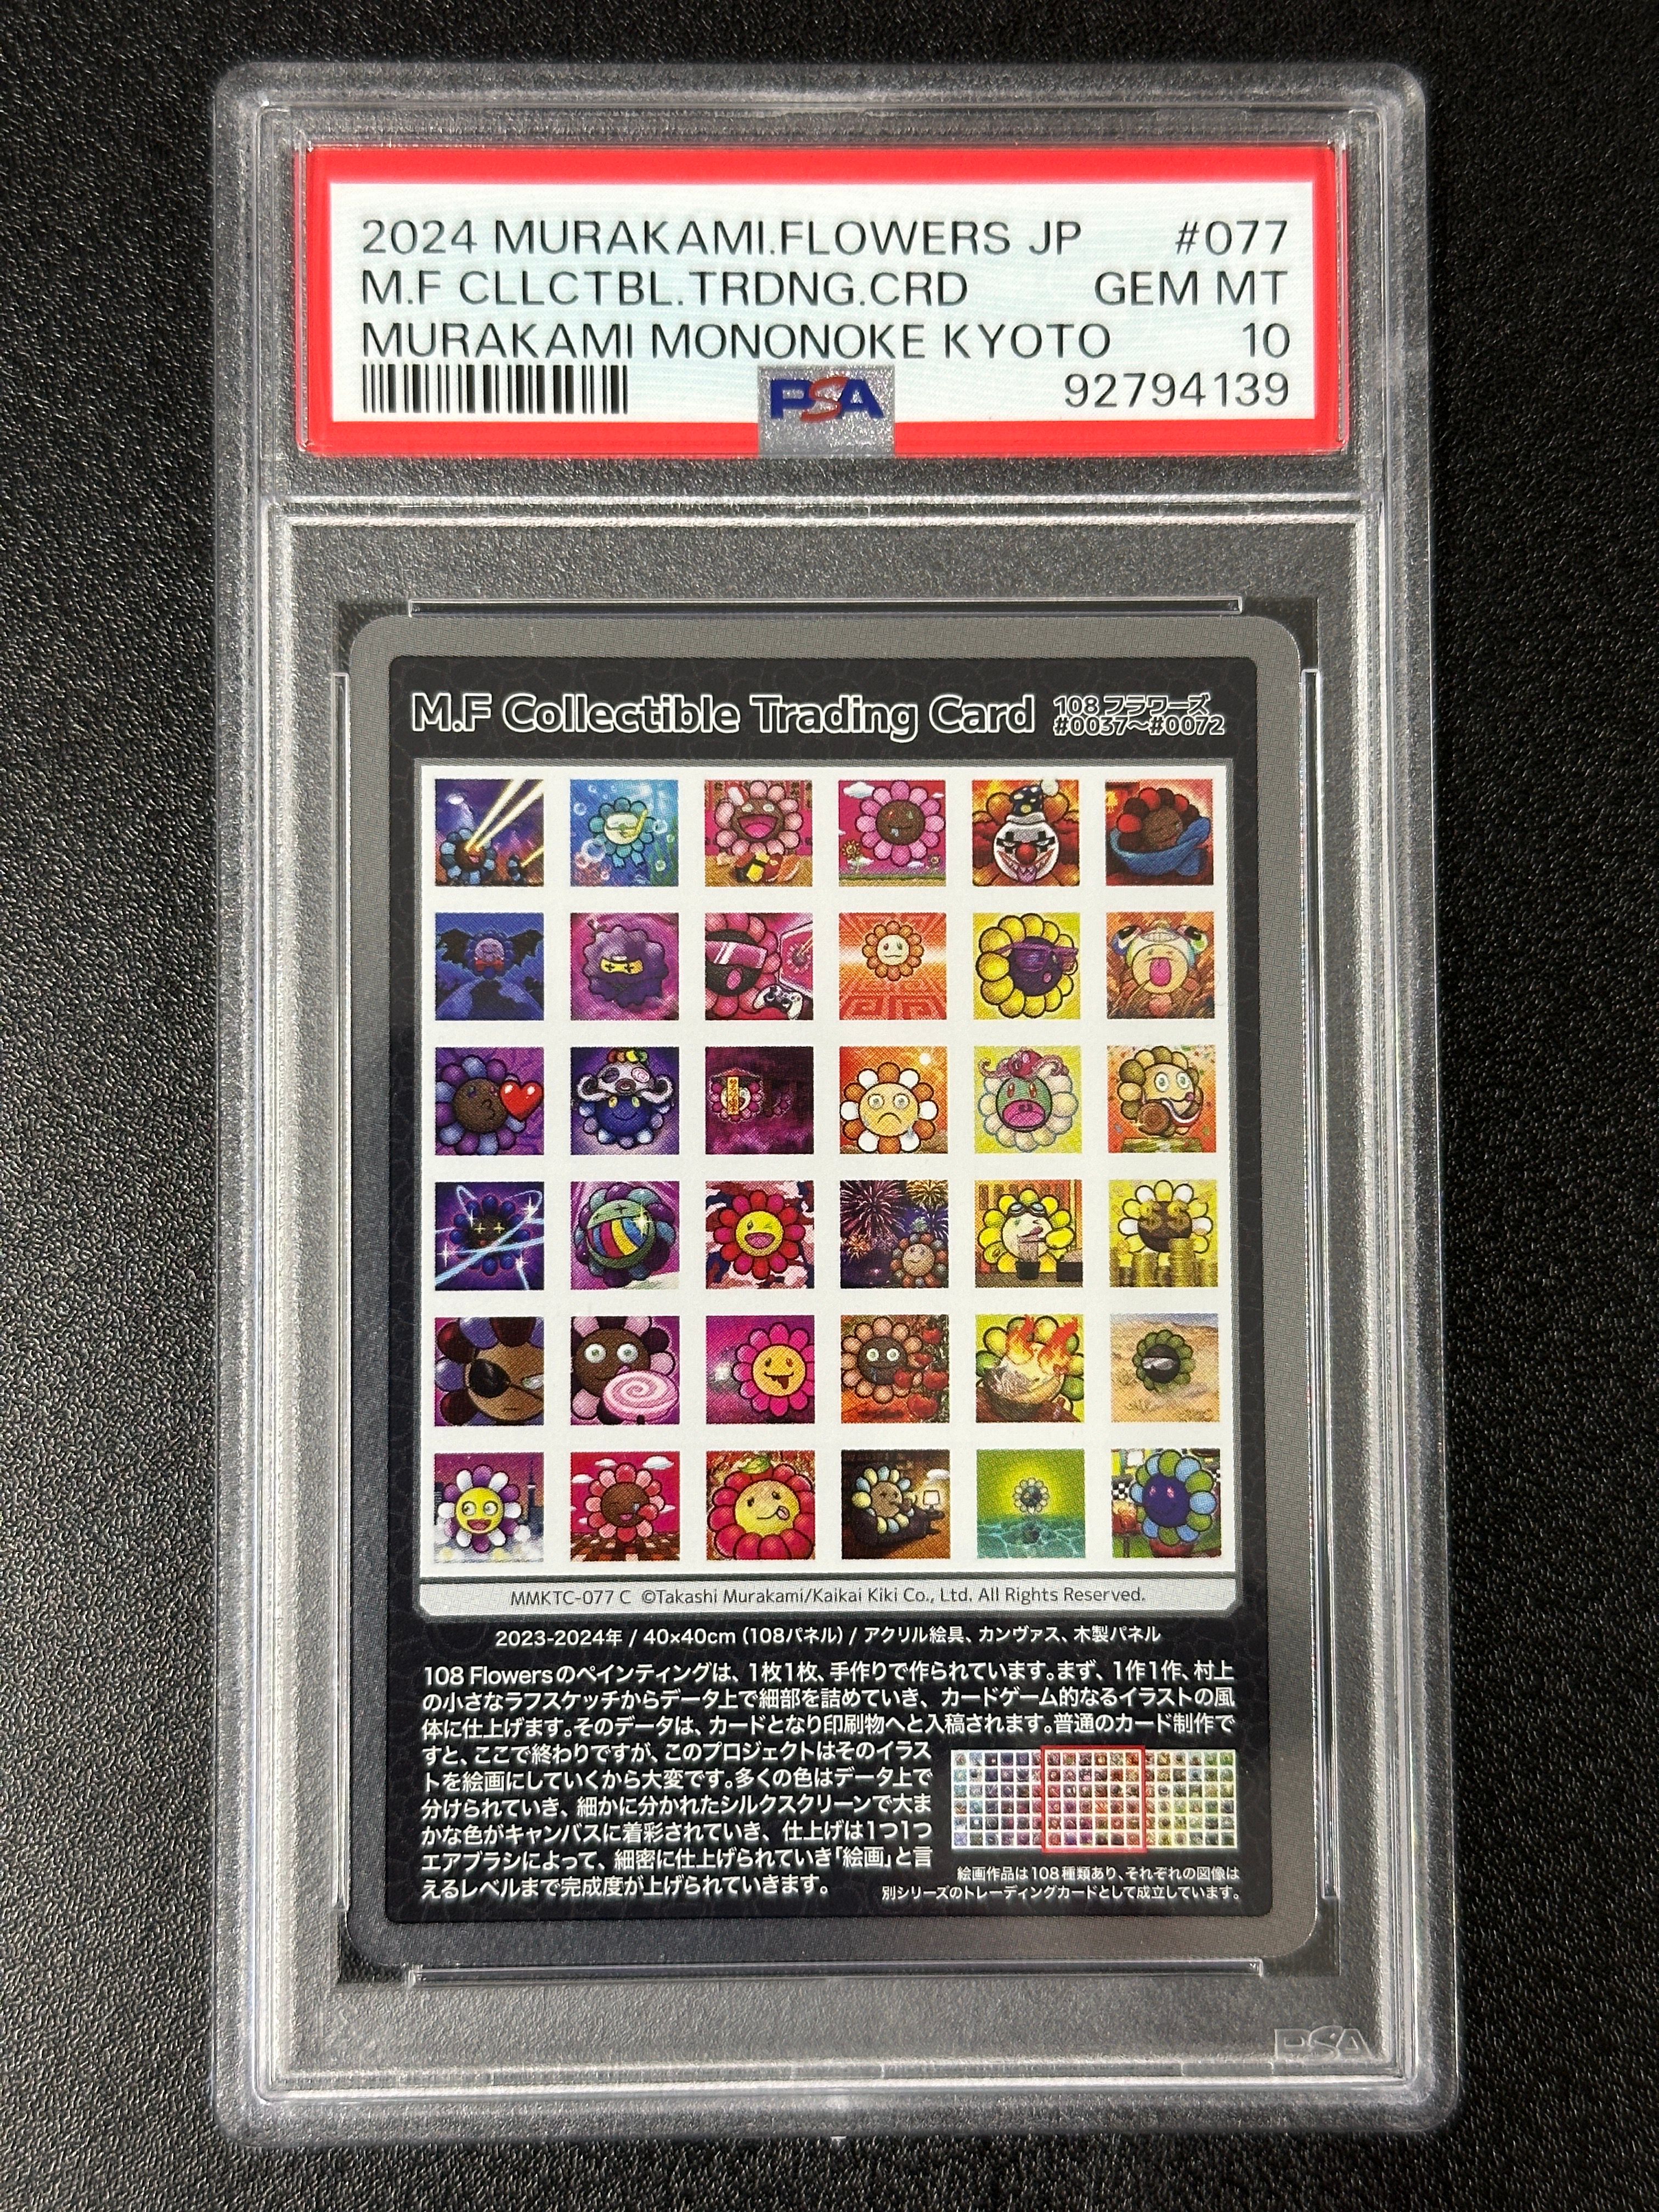 2024 MURAKAMI.FLOWERS JP #077
M.F CLLCTBL.TRDNG.CRD GEM MT
MURAKAMI MONONOKE KYOTO 10
PSA 92794139
M.F Collectible Trading Card 108 フラワーズ
#0037〜#0072
MMKTC-077 C ©Takashi Murakami/Kaikai Kiki Co., Ltd. All Rights Reserved.
2023-2024年 / 40×40cm (108パネル) / アクリル絵具、カンヴァス、木製パネル
108 Flowersのペインティングは、1枚1枚、手作りで作られています。まず、1作1作、村上
の小さなラフスケッチからデータ上で細部を詰めていき、カードゲーム的なるイラストの風
体に仕上げます。そのデータは、カードとなり印刷物へと入稿されます。普通のカード制作で
すと、ここで終わりですが、このプロジェクトはそのイラス
トを絵画にしていくから大変です。多くの色はデータ上で
分けられていき、細かに分かれたシルクスクリーンで大ま
かな色がキャンバスに着彩されていき、仕上げは1つ1つ
エアブラシによって、細密に仕上げられていき「絵画」と言
えるレベルまで完成度が上げられていきます。
絵画作品は108種類あり、それぞれの図像は
別シリーズのトレーディングカードとして成立しています。
PSA